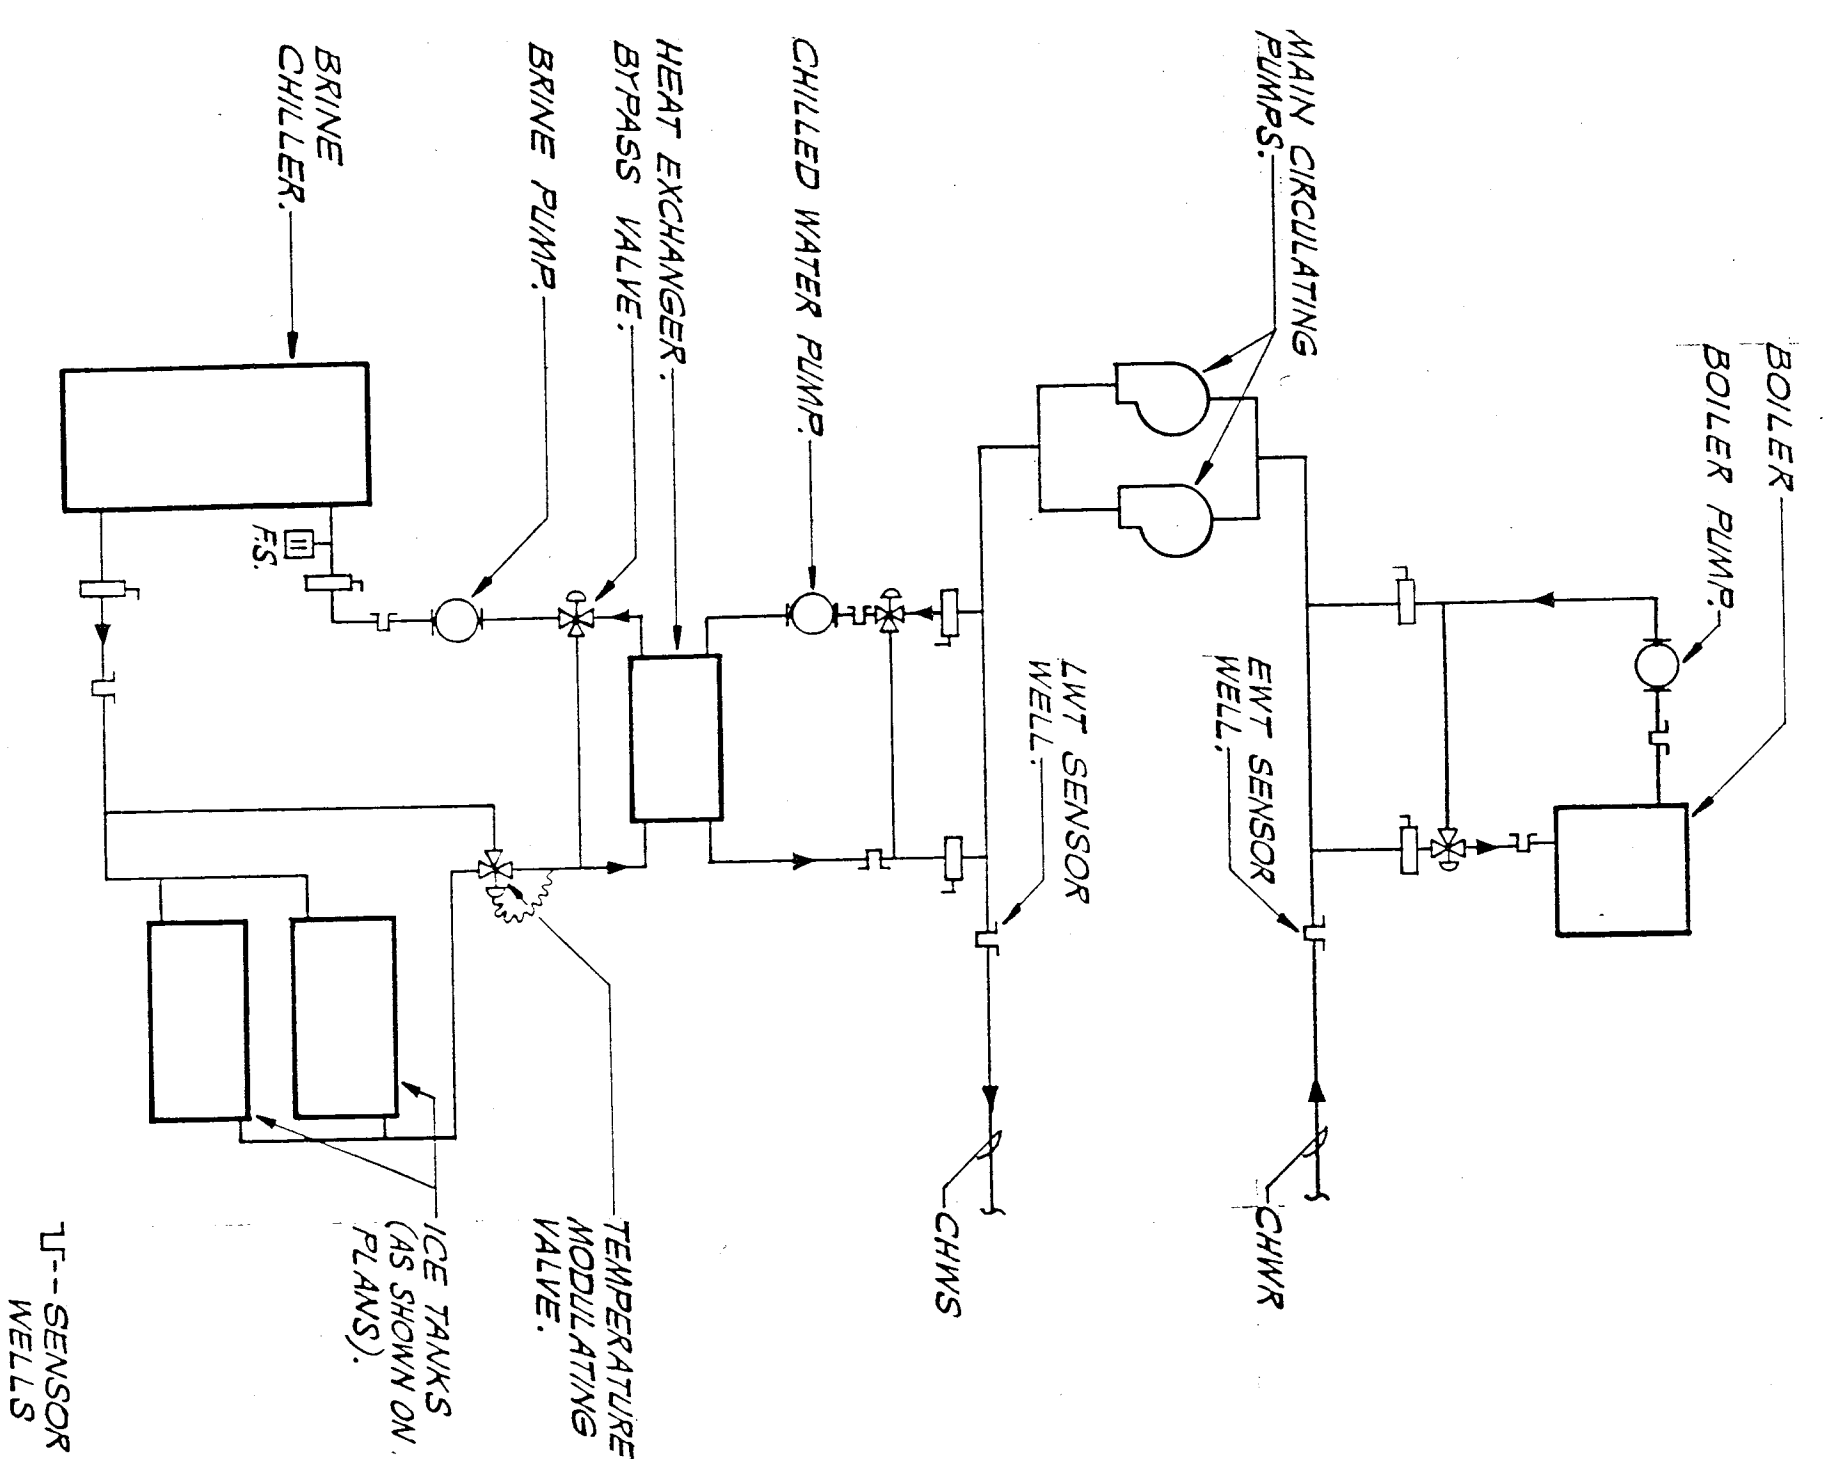 BOILER
BOILER PUMP.
MAIN CIRCULATING
PUMPS.
CHILLED WATER PUMP.
HEAT EXCHANGER.
BYPASS VALVE.
BRINE PUMP.
BRINE
CHILLER.
F.S.
EWT SENSOR
WELL.
LWT SENSOR
WELL.
CHWR
CHWS
TEMPERATURE
MODULATING
VALVE.
ICE TANKS
(AS SHOWN ON
PLANS).
SENSOR
WELLS